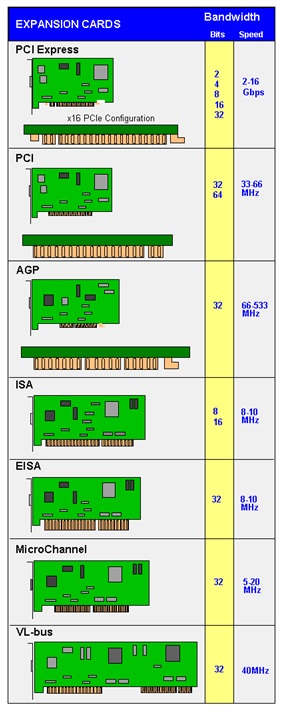 EXPANSION CARDS
Bandwidth
Bits Speed
PCI Express
2
4
8
16
32
2-16
Gbps
x16 PCIe Configuration
PCI
32
64
33-66
MHz
AGP
32
66-533
MHz
ISA
8
16
8-10
MHz
EISA
32
8-10
MHz
MicroChannel
32
5-20
MHz
VL-bus
32
40MHz